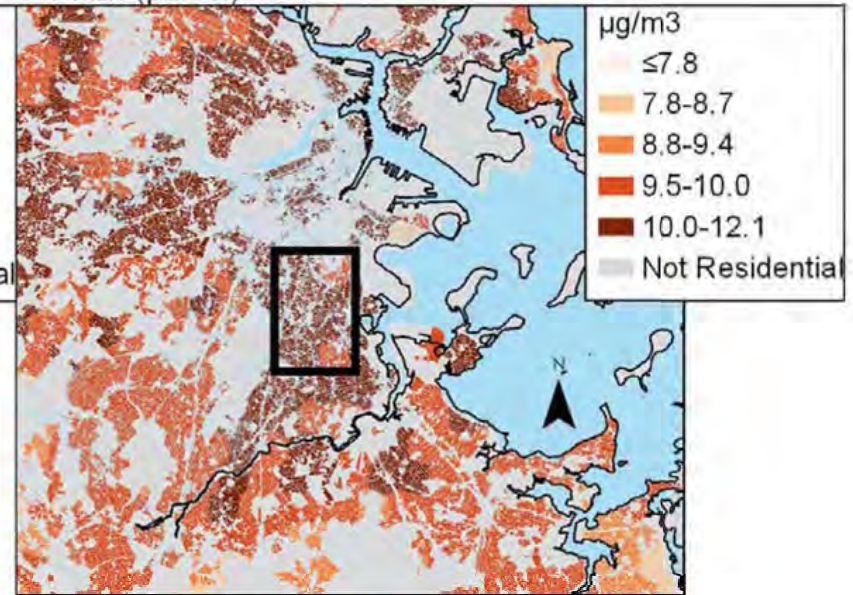 µg/m3
≤7.8
7.8-8.7
8.8-9.4
9.5-10.0
10.0-12.1
Not Residential
N